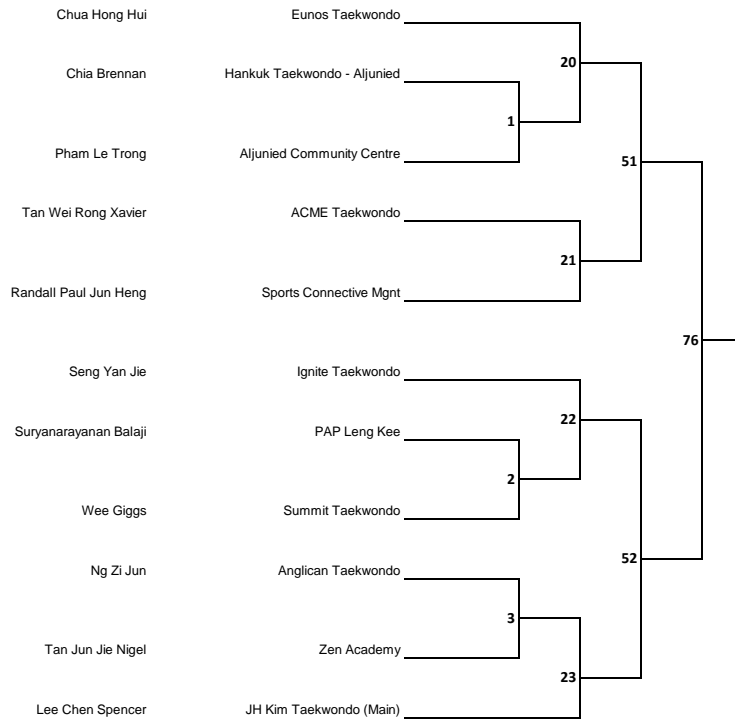 Chua Hong Hui Eunos Taekwondo
20
Chia Brennan Hankuk Taekwondo - Aljunied
1
Pham Le Trong Aljunied Community Centre
51
Tan Wei Rong Xavier ACME Taekwondo
21
Randall Paul Jun Heng Sports Connective Mgnt
76
Seng Yan Jie Ignite Taekwondo
22
Suryanarayanan Balaji PAP Leng Kee
2
Wee Giggs Summit Taekwondo
52
Ng Zi Jun Anglican Taekwondo
3
Tan Jun Jie Nigel Zen Academy
23
Lee Chen Spencer JH Kim Taekwondo (Main)